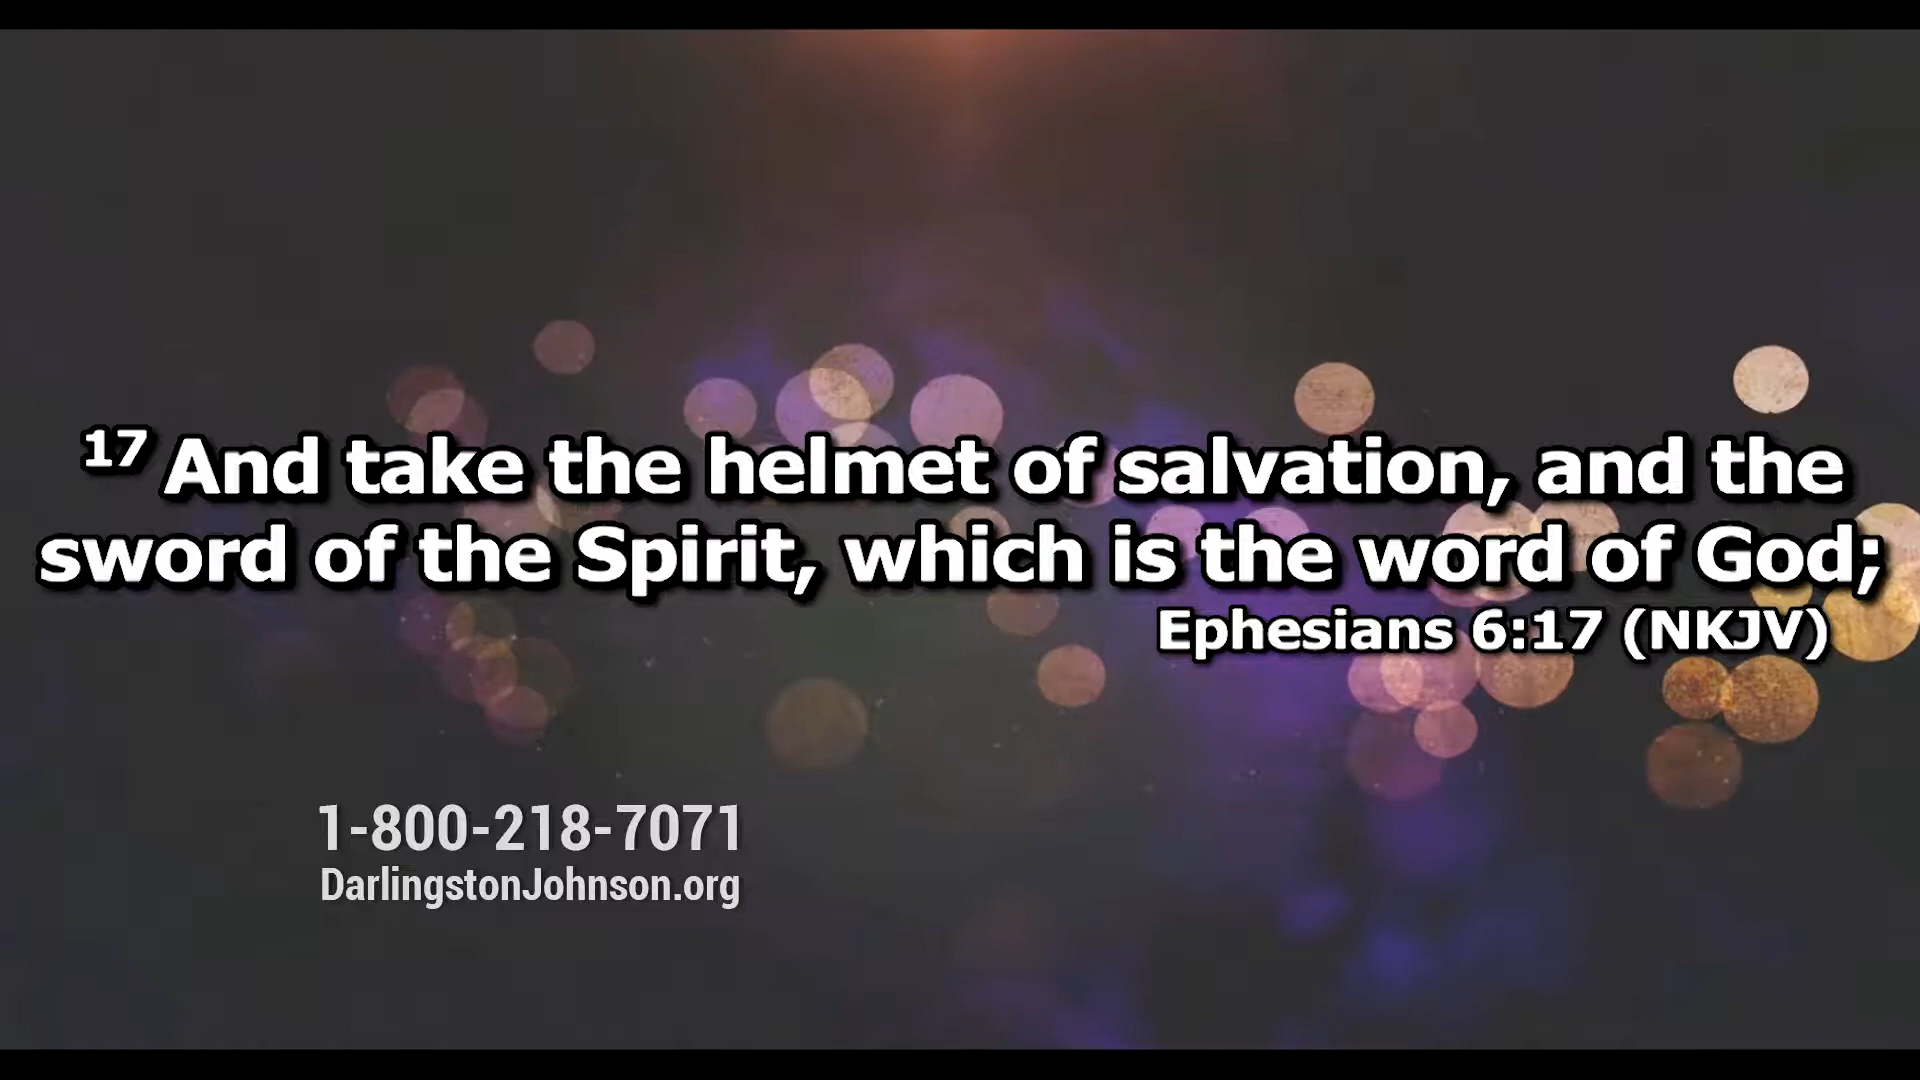 17 And take the helmet of salvation, and the
sword of the Spirit, which is the word of God;
Ephesians 6:17 (NKJV)
1-800-218-7071
DarlingstonJohnson.org